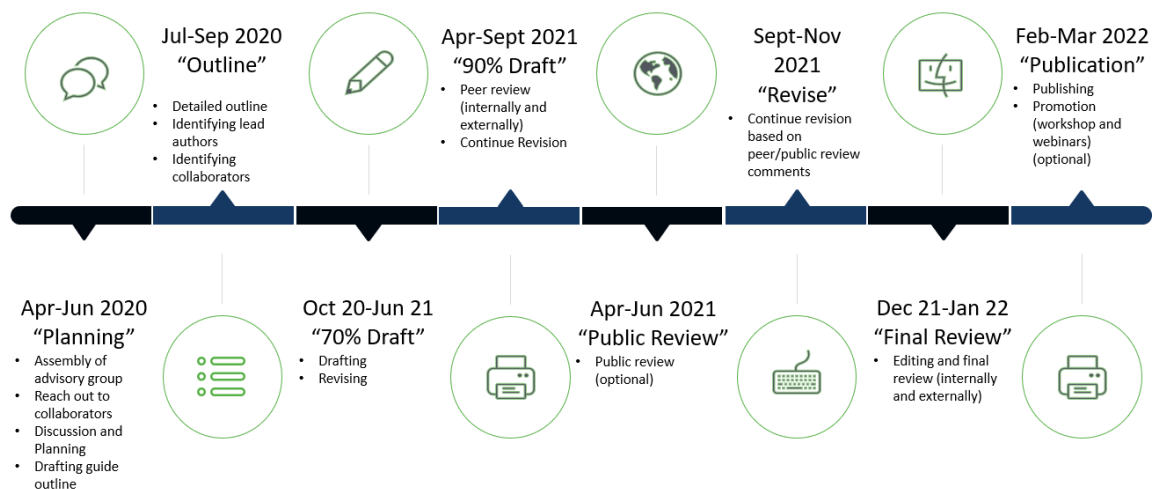 Jul-Sep 2020
“Outline”
• Detailed outline
• Identifying lead
authors
• Identifying
collaborators
Apr-Sept 2021
“90% Draft”
• Peer review
(internally and
externally)
• Continue Revision
Sept-Nov
2021
“Revise”
• Continue revision
based on
peer/public review
comments
Feb-Mar 2022
“Publication”
• Publishing
• Promotion
(workshop and
webinars)
(optional)
Apr-Jun 2020
“Planning”
• Assembly of
advisory group
• Reach out to
collaborators
• Discussion and
Planning
• Drafting guide
outline
Oct 20-Jun 21
“70% Draft”
• Drafting
• Revising
Apr-Jun 2021
“Public Review”
• Public review
(optional)
Dec 21-Jan 22
“Final Review”
• Editing and final
review (internally
and externally)